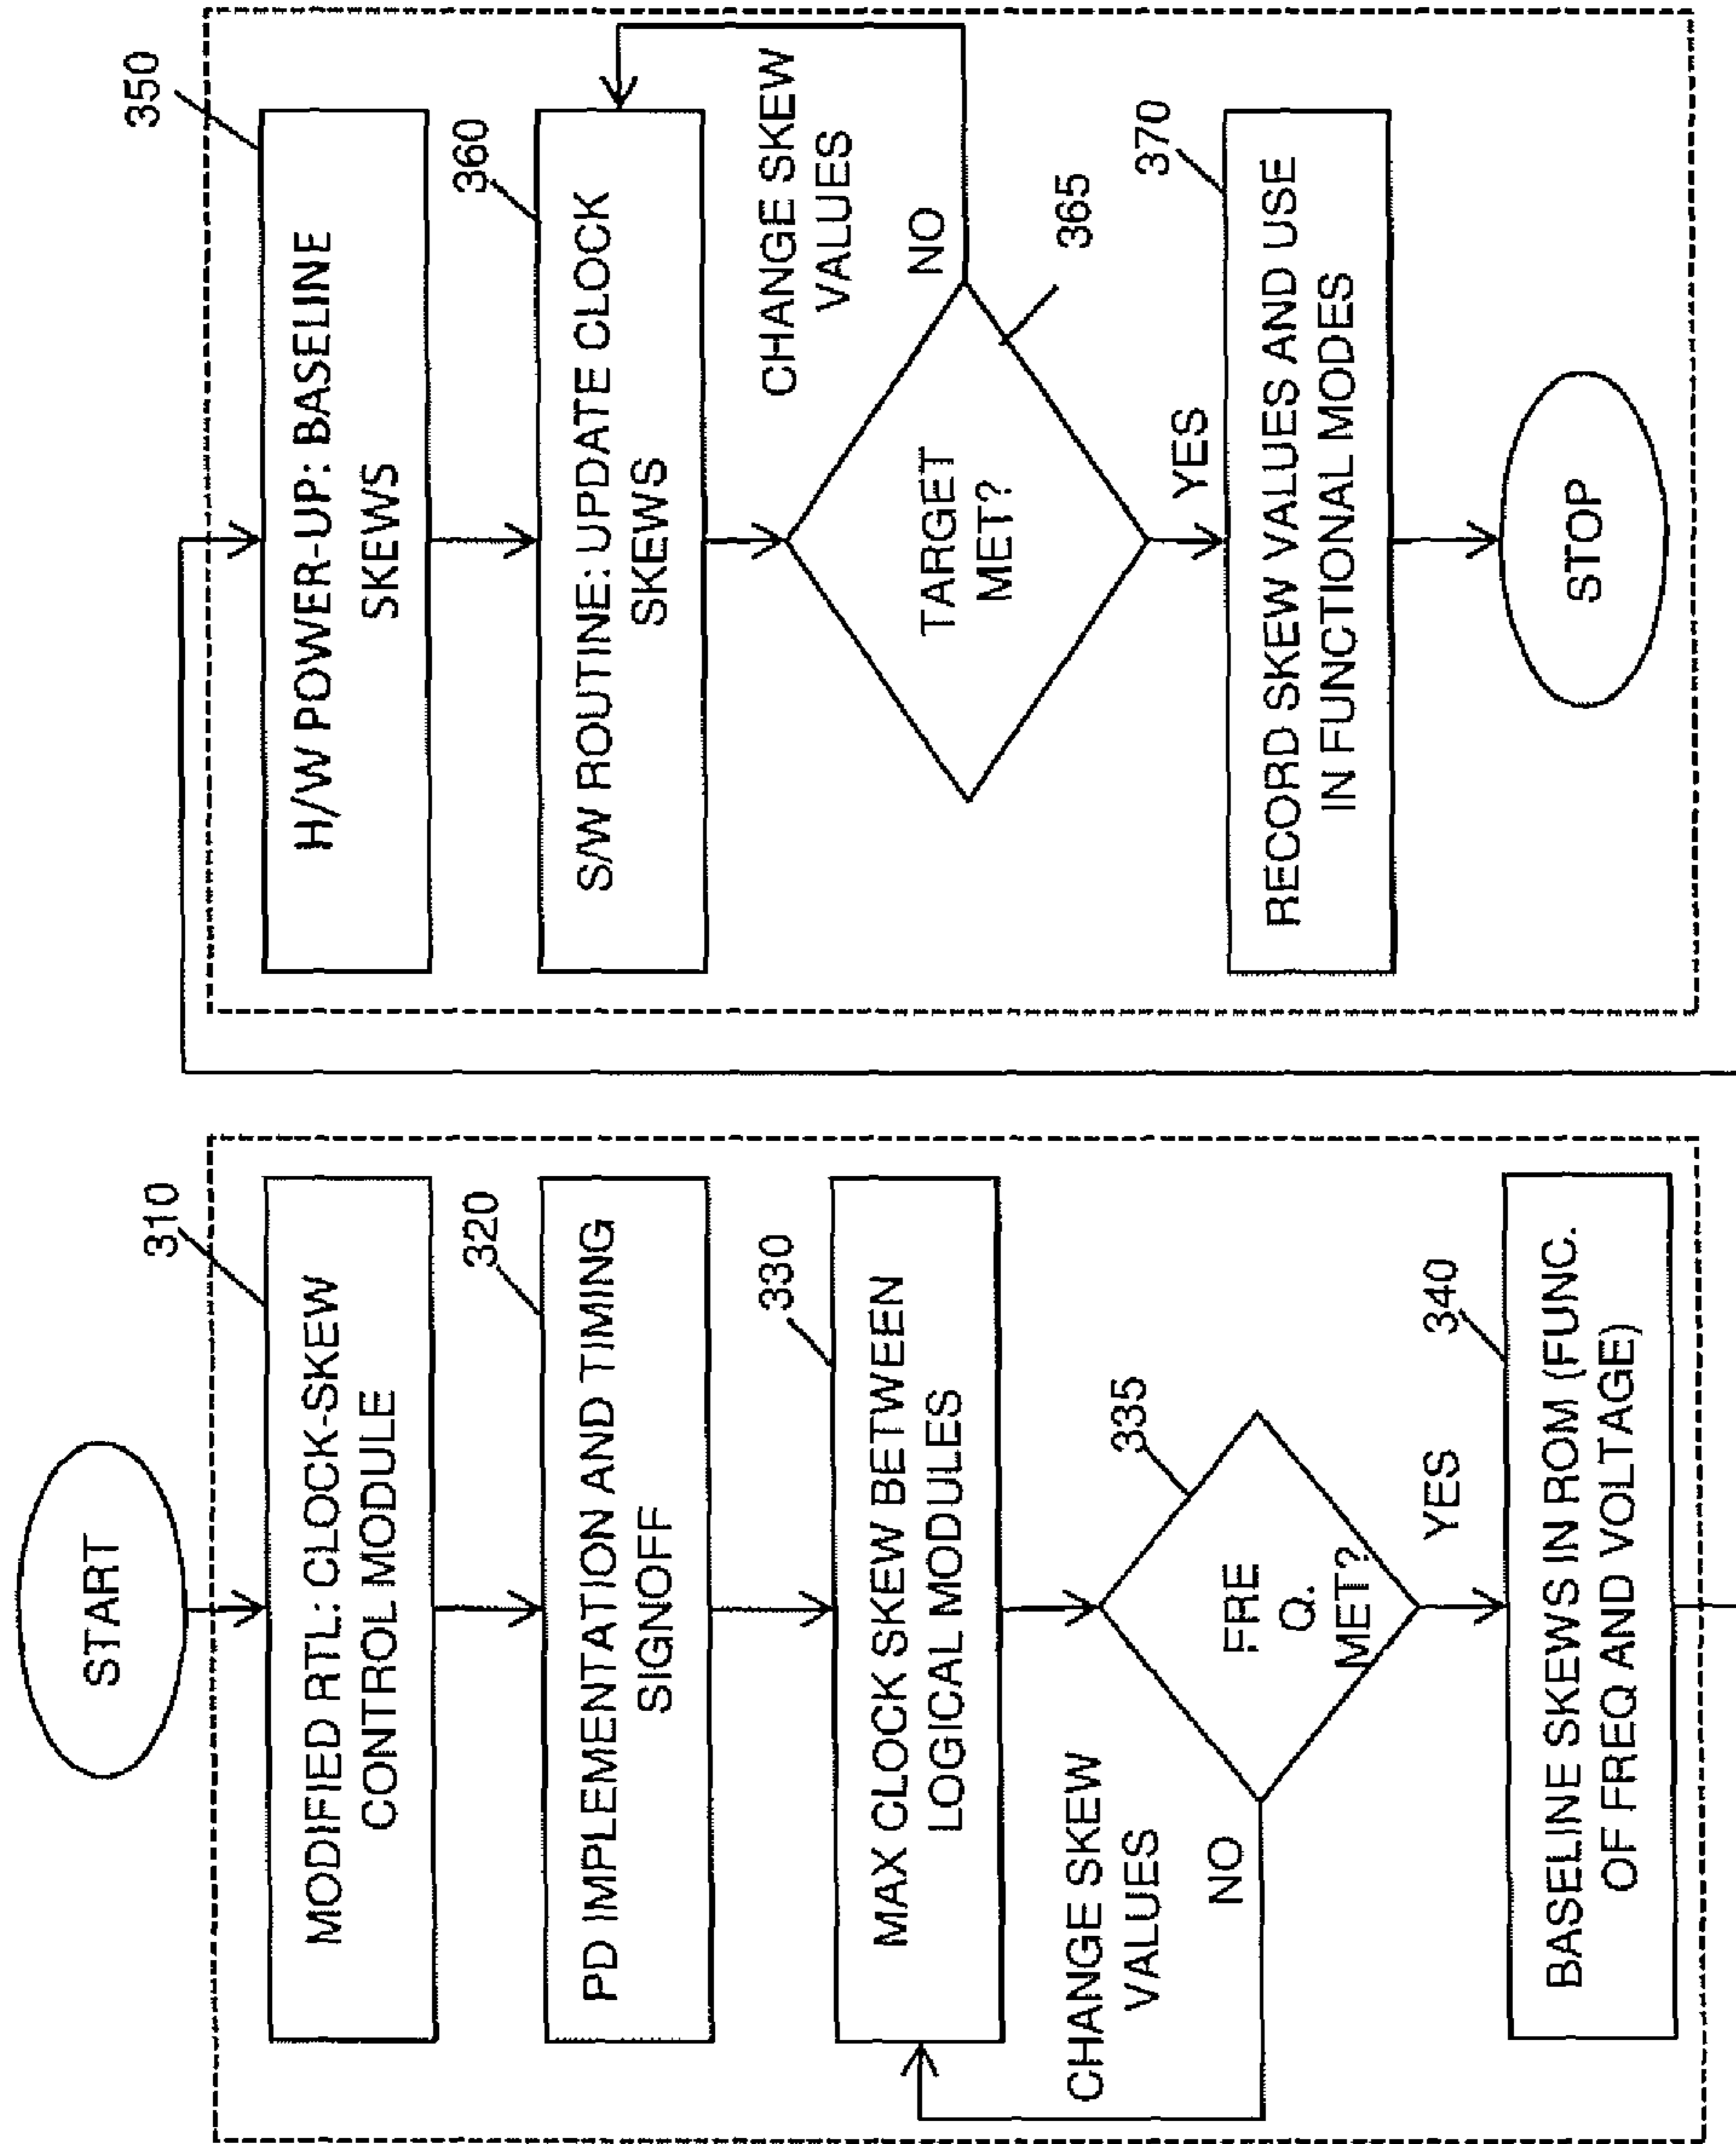 START
310
MODIFIED RTL: CLOCK-SKEW
CONTROL MODULE
320
PD IMPLEMENTATION AND TIMING
SIGNOFF
330
MAX CLOCK SKEW BETWEEN
LOGICAL MODULES
CHANGE SKEW
VALUES
335
FRE
Q.
MET?
NO
YES
340
BASELINE SKEWS IN ROM (FUNC.
OF FREQ AND VOLTAGE)
350
H/W POWER-UP: BASELINE
SKEWS
360
S/W ROUTINE: UPDATE CLOCK
SKEWS
CHANGE SKEW
VALUES
TARGET
MET?
NO
365
YES
370
RECORD SKEW VALUES AND USE
IN FUNCTIONAL MODES
STOP